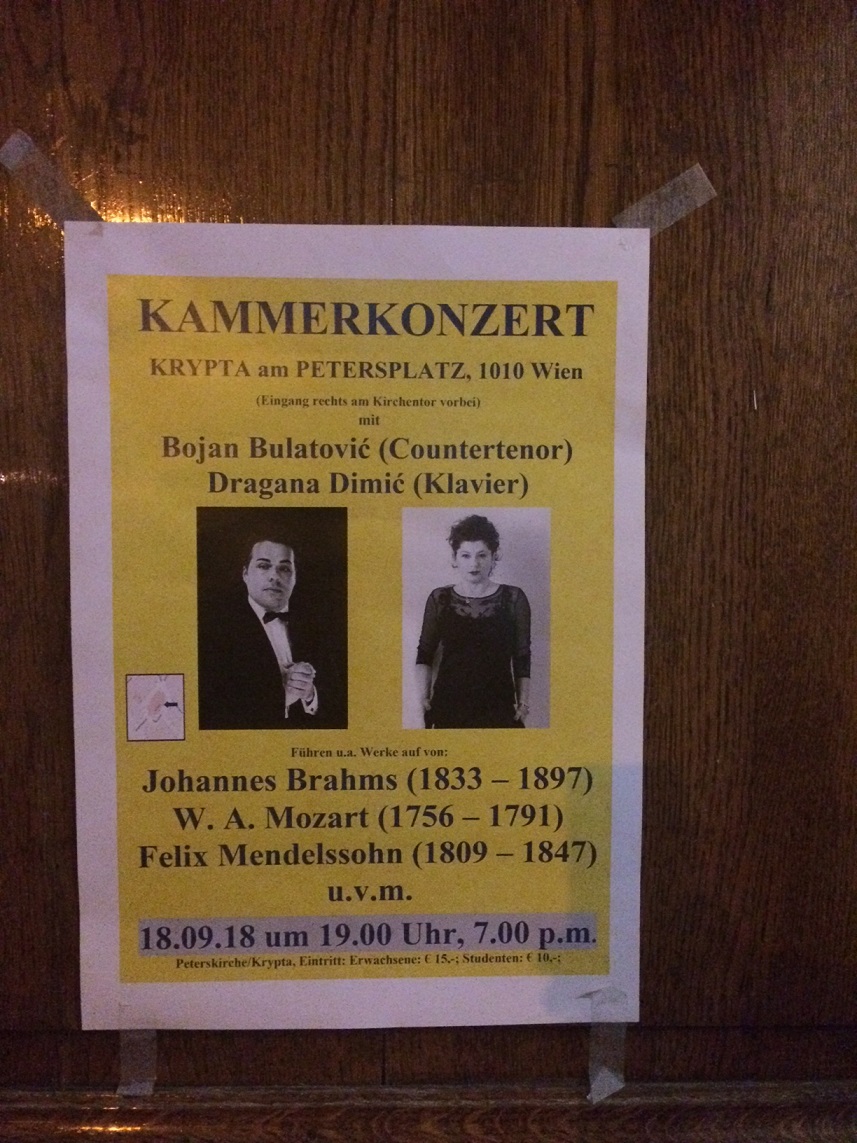 KAMMERKONZERT
KRYPTA am PETERSPLATZ, 1010 Wien
(Eingang rechts am Kirchentor vorbei)
mit
Bojan Bulatović (Countertenor)
Dragana Dimić (Klavier)
Führen u.a. Werke auf von:
Johannes Brahms (1833 – 1897)
W. A. Mozart (1756 – 1791)
Felix Mendelssohn (1809 – 1847)
u.v.m.
18.09.18 um 19.00 Uhr, 7.00 p.m.
Peterskirche/Krypta, Eintritt: Erwachsene: € 15.-; Studenten: € 10,-;